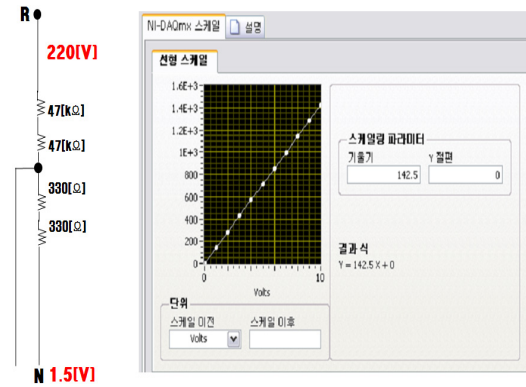 R
220[V]
47[kΩ]
47[kΩ]
330[Ω]
330[Ω]
N 1.5[V]
NI-DAQmx 스케일
설명
선형 스케일
1.6E+3
1.4E+3
1.2E+3
1E+3
800
600
400
200
0
0
10
Volts
스케일링 파라미터
기울기
Y 절편
142.5
0
결과 식
Y = 142.5 X + 0
단위
스케일 이전
스케일 이후
Volts